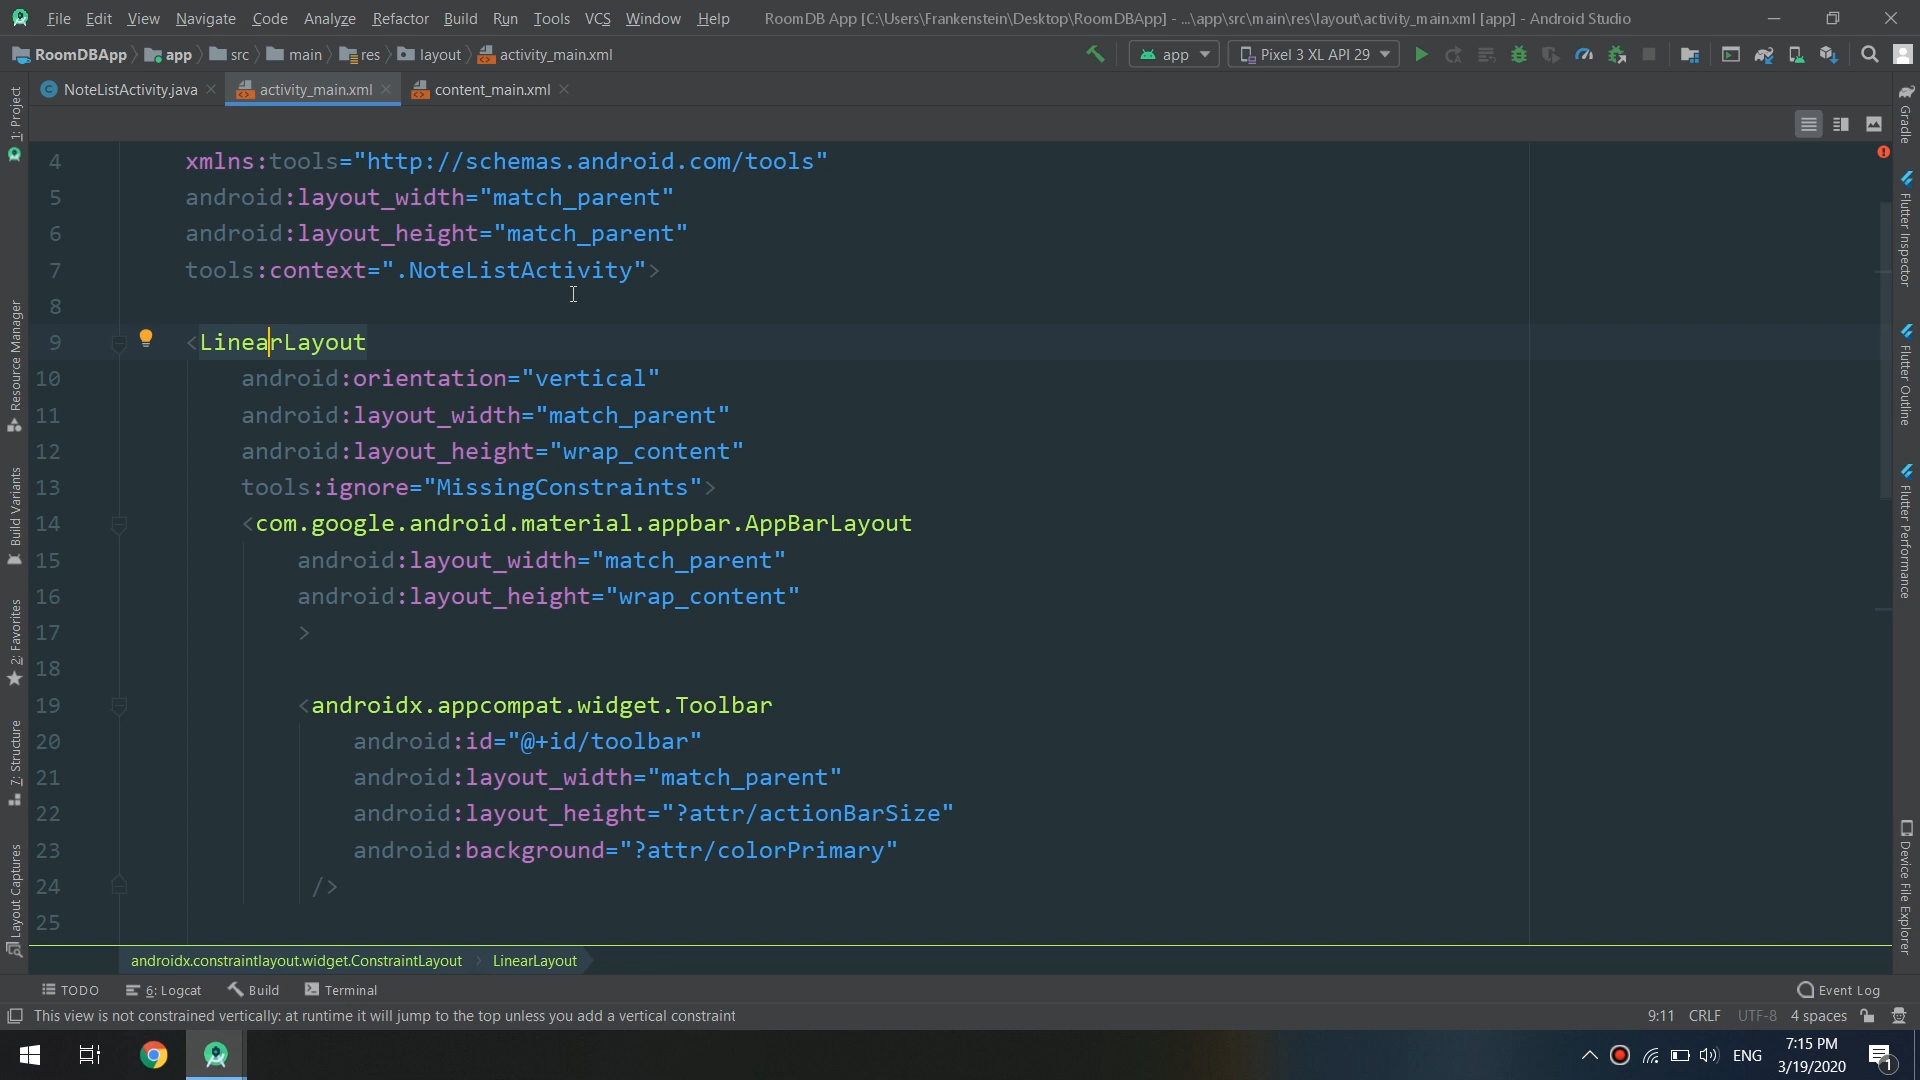 File Edit View Navigate Code Analyze Refactor Build Run Tools VCS Window Help RoomDB App [C:\Users\Frankenstein\Desktop\RoomDBApp] - ...\app\src\main\res\layout\activity_main.xml [app] - Android Studio
RoomDBApp app src main res layout activity_main.xml app Pixel 3 XL API 29
NoteListActivity.java activity_main.xml content_main.xml
4 xmlns:tools="http://schemas.android.com/tools"
5 android:layout_width="match_parent"
6 android:layout_height="match_parent"
7 tools:context=".NoteListActivity">
8
9 <LinearLayout
10 android:orientation="vertical"
11 android:layout_width="match_parent"
12 android:layout_height="wrap_content"
13 tools:ignore="MissingConstraints">
14 <com.google.android.material.appbar.AppBarLayout
15 android:layout_width="match_parent"
16 android:layout_height="wrap_content"
17 >
18
19 <androidx.appcompat.widget.Toolbar
20 android:id="@+id/toolbar"
21 android:layout_width="match_parent"
22 android:layout_height="?attr/actionBarSize"
23 android:background="?attr/colorPrimary"
24 />
25
androidx.constraintlayout.widget.ConstraintLayout LinearLayout
1: Project
Resource Manager
Build Variants
2: Favorites
7: Structure
Layout Captures
Gradle
Flutter Inspector
Flutter Outline
Flutter Performance
Device File Explorer
TODO 6: Logcat Build Terminal Event Log
This view is not constrained vertically: at runtime it will jump to the top unless you add a vertical constraint 9:11 CRLF UTF-8 4 spaces
ENG 7:15 PM
3/19/2020 1